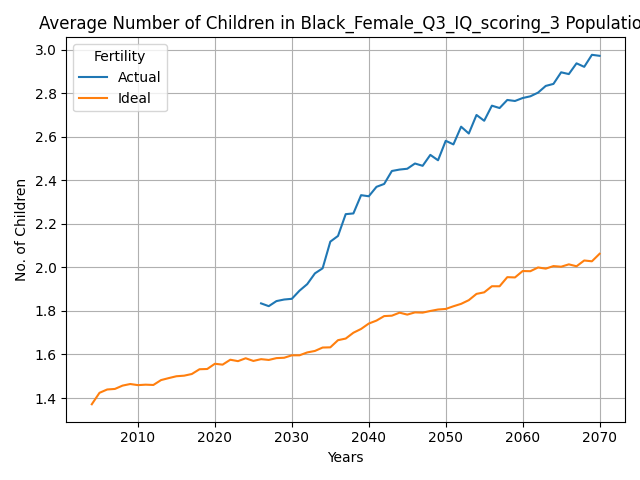 Average Number of Children in Black_Female_Q3_IQ_scoring_3 Populatio
Fertility
Actual
Ideal
3.0
2.8
2.6
2.4
2.2
2.0
1.8
1.6
1.4
No. of Children
2010
2020
2030
2040
2050
2060
2070
Years